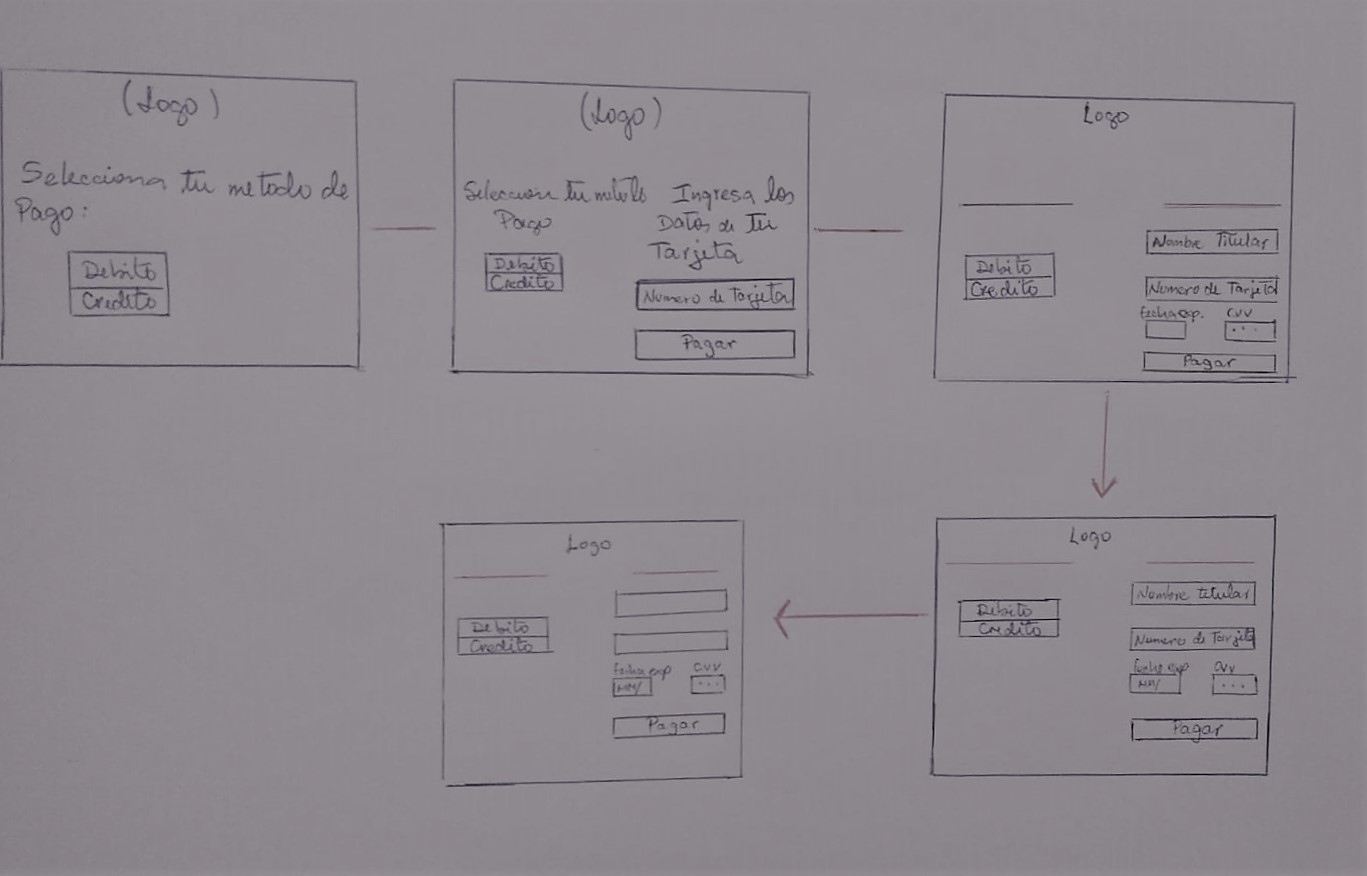 (Logo)
Selecciona tu metodo de
Pago:
Debito
Credito
(Logo)
Seleccion tu metodo
Pago
Debito
Credito
Ingresa los
Datos de tu
Tarjeta
Numero de Tarjeta
Pagar
Logo
Debito
Credito
Nombre Titular
Numero de Tarjeta
fecha exp. CVV
...
Pagar
Logo
Debito
Credito
Nombre titular
Numero de Tarjeta
fecha exp CVV
MM/ ...
Pagar
Logo
Debito
Credito
fecha exp CVV
MM/ ...
Pagar